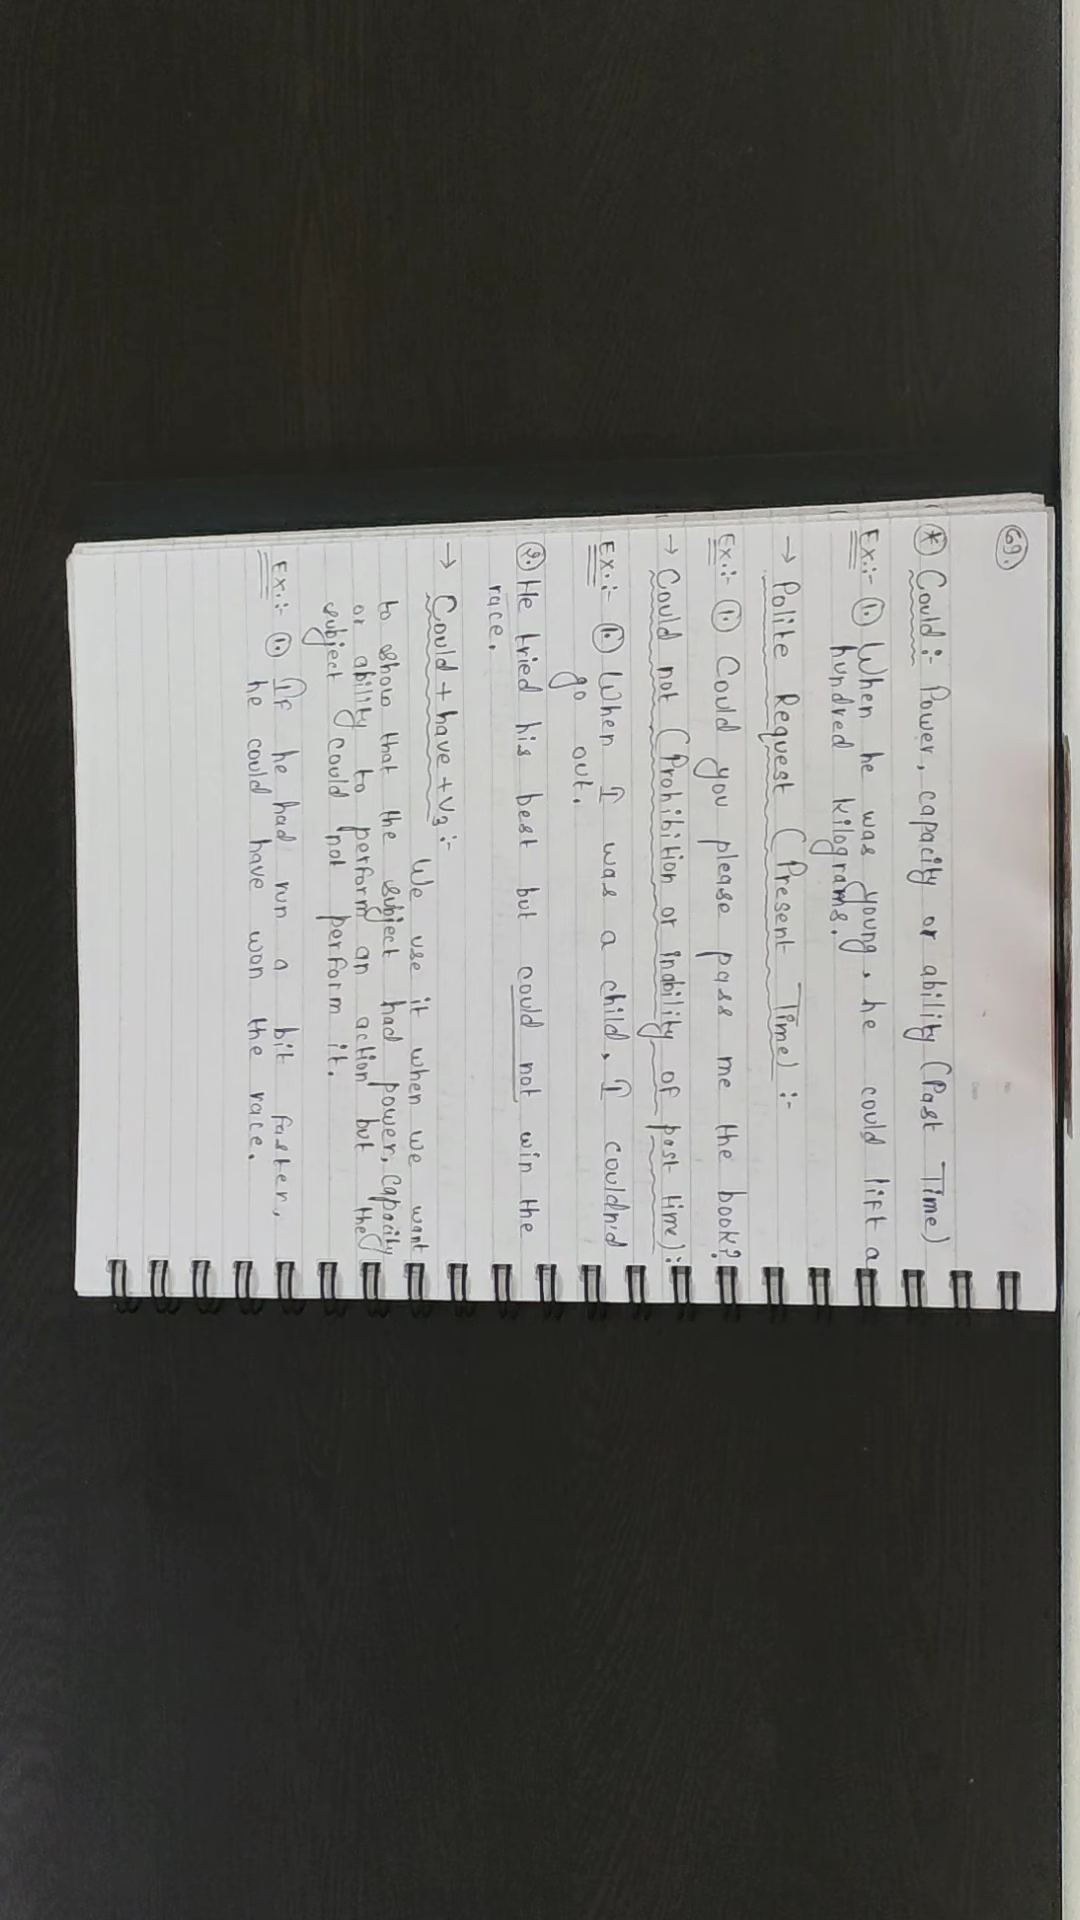 69.
* Could :- Power, capacity or ability (Past Time)
Ex.:- 1. When he was young, he could lift a
hundred kilograms.
→ Polite Request (Present Time) :-
Ex.:- 1. Could you please pass me the book?
→ Could not (Prohibition or inability of past time):
Ex.:- 1. When I was a child, I couldn'd
go out.
2. He tried his best but could not win the
race.
→ Could + have + V3 :-
We use it when we want
to show that the subject had power, capacity
or ability to perform an action but the
subject could not perform it.
Ex.:- 1. If he had run a bit faster,
he could have won the race.